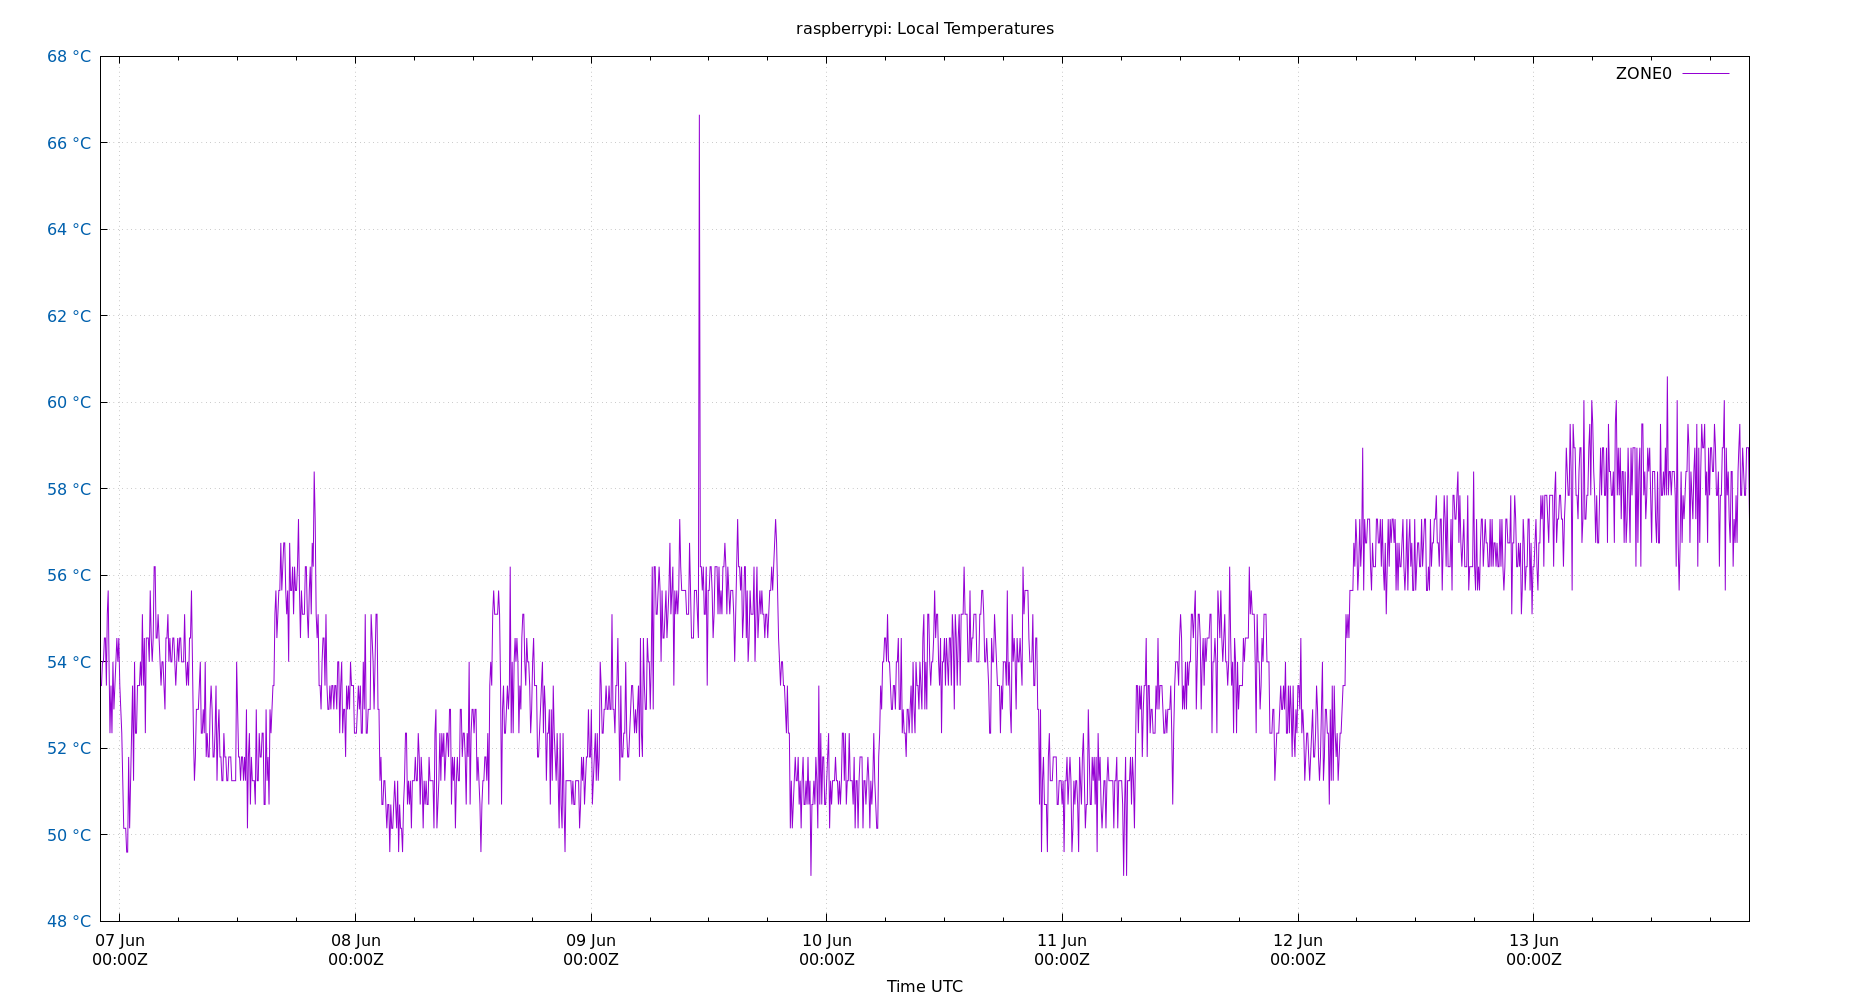 raspberrypi: Local Temperatures
68 °C
ZONE0
66 °C
64 °C
62 °C
60 °C
58 °C
56 °C
54 °C
52 °C
50 °C
48 °C
07 Jun 08 Jun 09 Jun 10 Jun 11 Jun 12 Jun 13 Jun
00:00Z 00:00Z 00:00Z 00:00Z 00:00Z 00:00Z 00:00Z
Time UTC